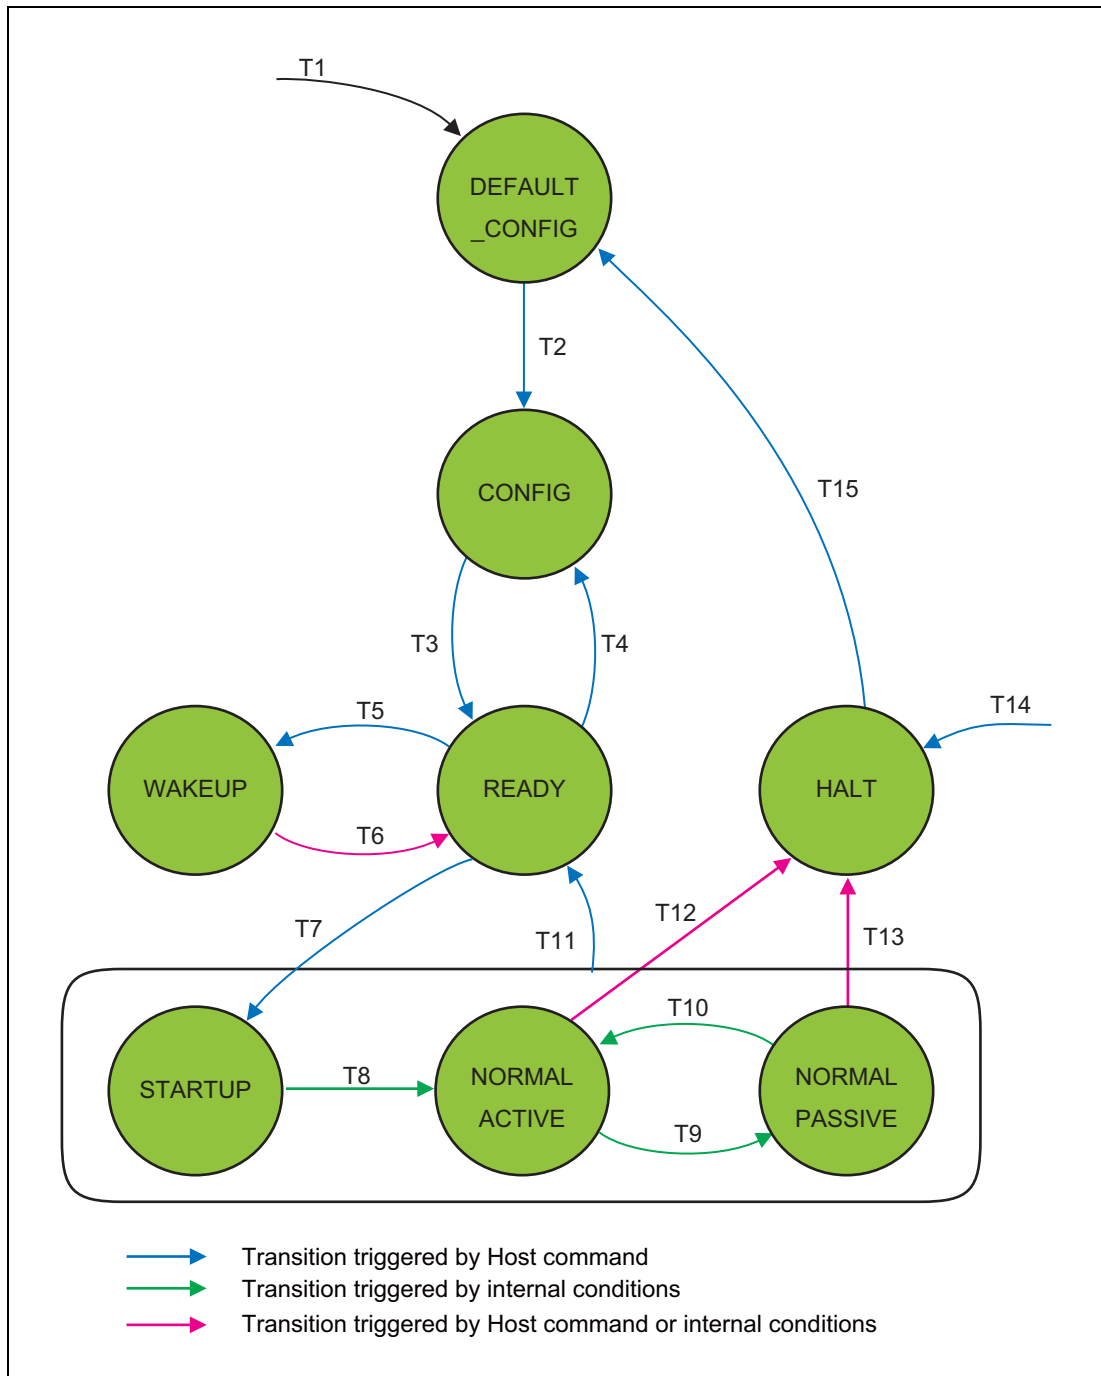 T1
DEFAULT
_CONFIG
T2
CONFIG
T15
T3
T4
T5
T14
WAKEUP
READY
HALT
T6
T12
T7
T11
T13
T10
STARTUP
T8
NORMAL
ACTIVE
NORMAL
PASSIVE
T9
Transition triggered by Host command
Transition triggered by internal conditions
Transition triggered by Host command or internal conditions